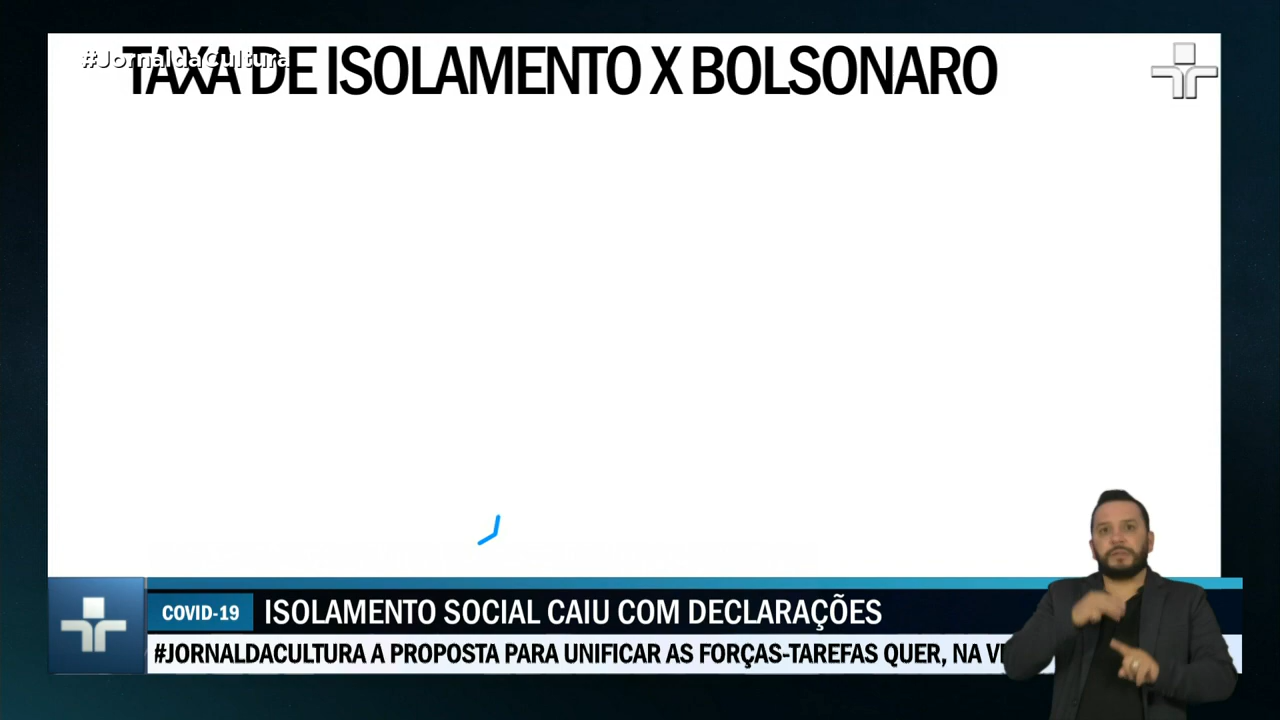 #JornaldaCultura
TAXA DE ISOLAMENTO X BOLSONARO
COVID-19
ISOLAMENTO SOCIAL CAIU COM DECLARAÇÕES
#JORNALDACULTURA A PROPOSTA PARA UNIFICAR AS FORÇAS-TAREFAS QUER, NA